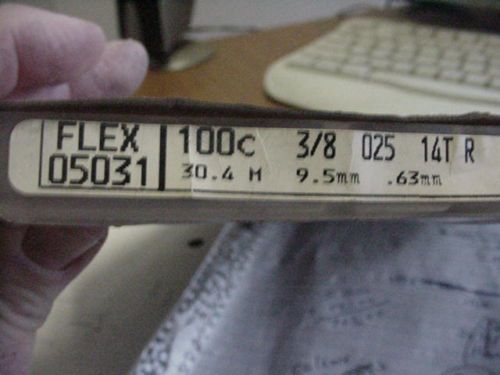 FLEX 100c 3/8 025 14T R
05031 30.4 M 9.5mm .63mm